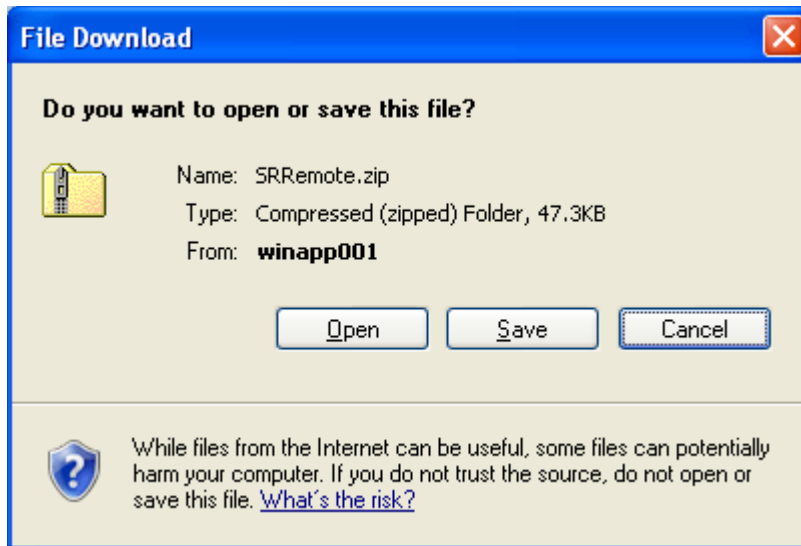 File Download
Do you want to open or save this file?
Name: SRRemote.zip
Type: Compressed (zipped) Folder, 47.3KB
From: winapp001
Open Save Cancel
While files from the Internet can be useful, some files can potentially
harm your computer. If you do not trust the source, do not open or
save this file. What's the risk?